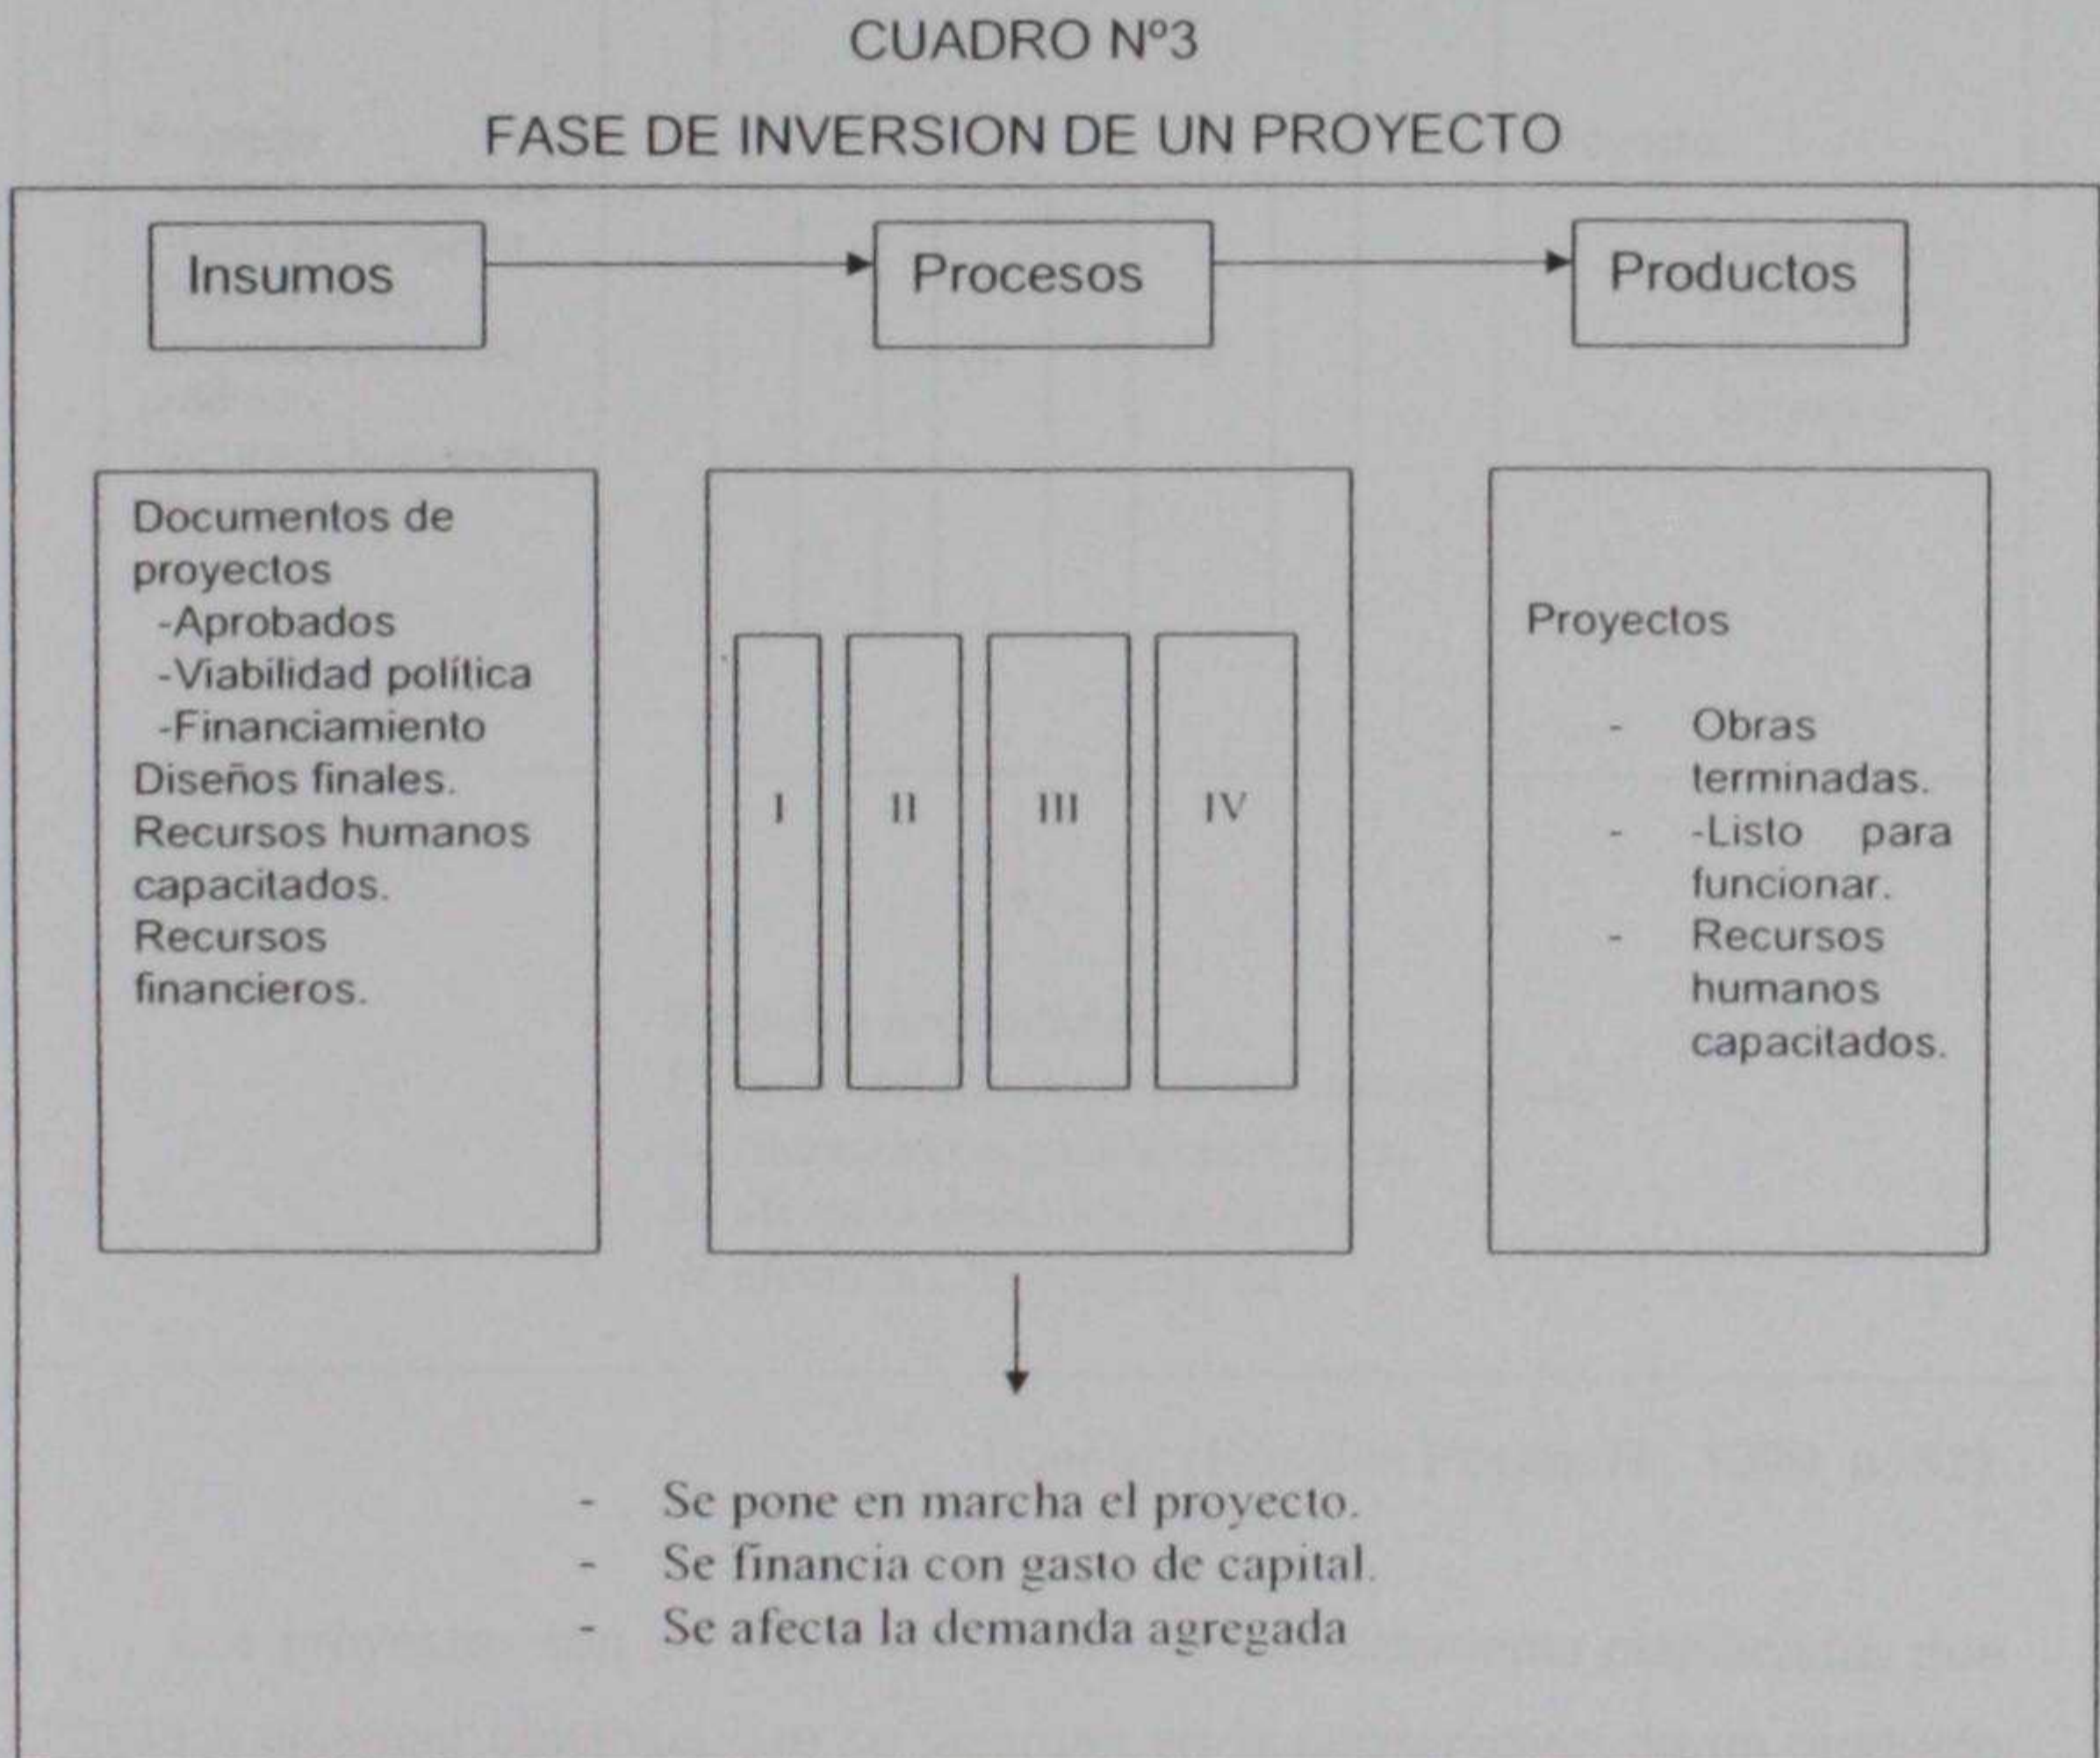 CUADRO Nº3
FASE DE INVERSION DE UN PROYECTO
Insumos
Procesos
Productos
Documentos de
proyectos
-Aprobados
-Viabilidad política
-Financiamiento
Diseños finales.
Recursos humanos
capacitados.
Recursos
financieros.
I
II
III
IV
Proyectos
- Obras
terminadas.
- -Listo para
funcionar.
- Recursos
humanos
capacitados.
- Se pone en marcha el proyecto.
- Se financia con gasto de capital.
- Se afecta la demanda agregada